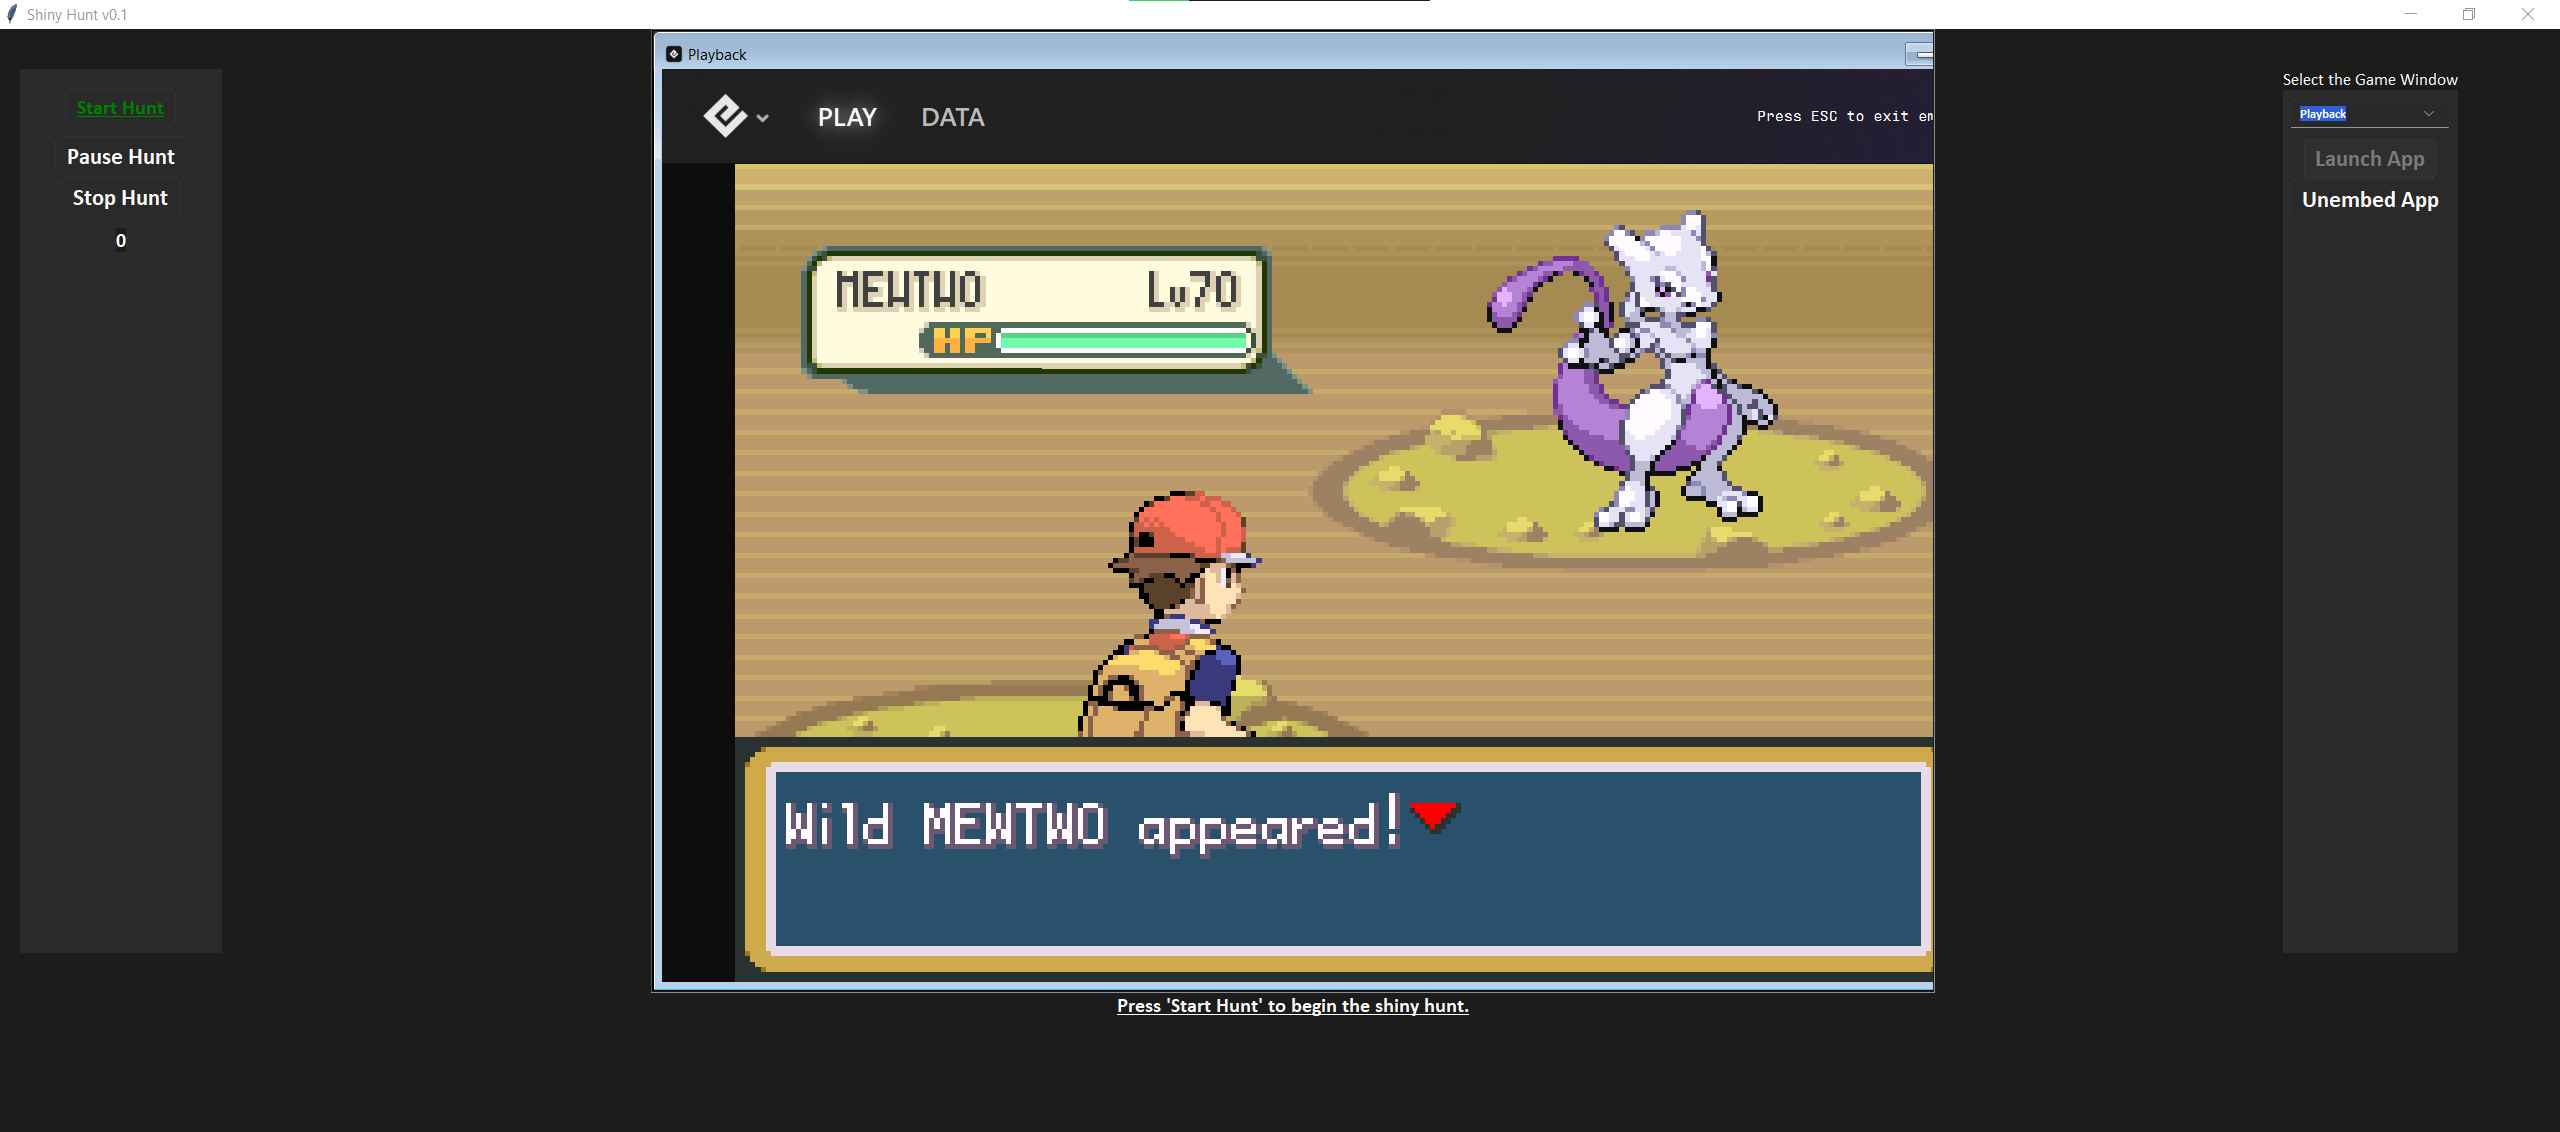 Shiny Hunt v0.1
Start Hunt
Pause Hunt
Stop Hunt
0
Playback
PLAY DATA
Press ESC to exit em
MEWTWO Lv70
HP
Wild MEWTWO appeared!
Press 'Start Hunt' to begin the shiny hunt.
Select the Game Window
Playback
Launch App
Unembed App